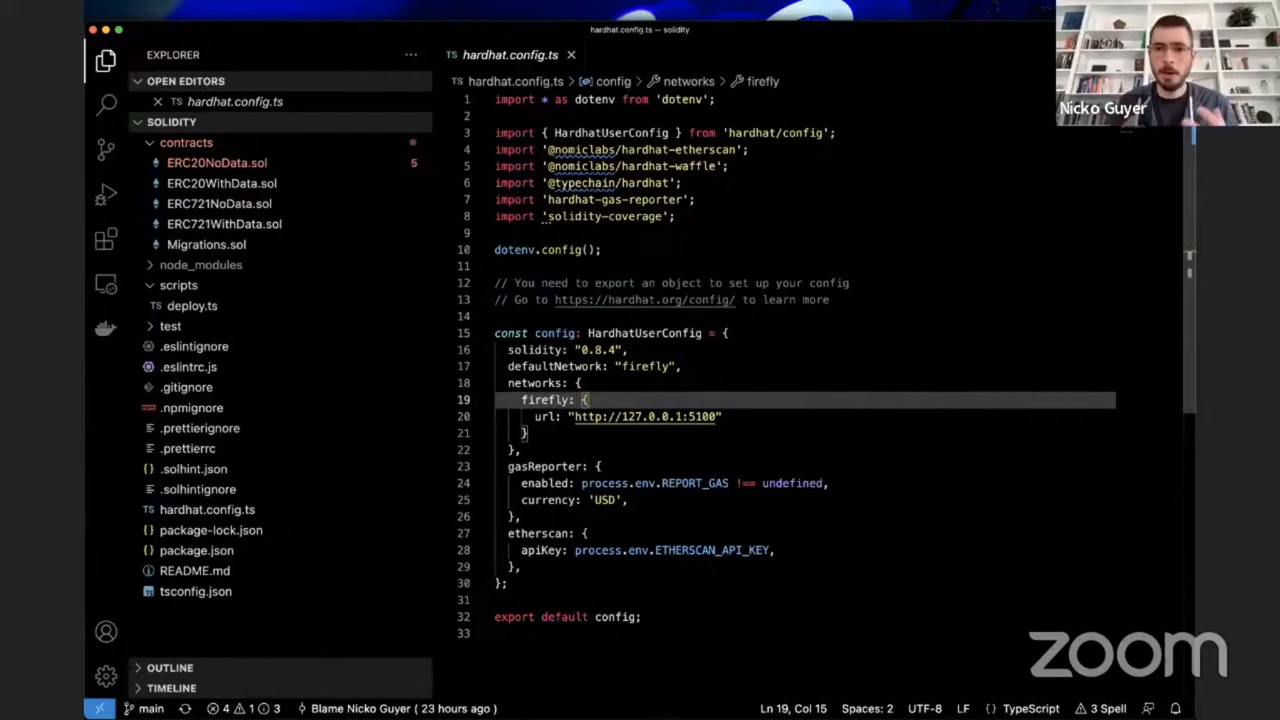 hardhat.config.ts — solidity
EXPLORER
OPEN EDITORS
TS hardhat.config.ts
SOLIDITY
contracts
ERC20NoData.sol 5
ERC20WithData.sol
ERC721NoData.sol
ERC721WithData.sol
Migrations.sol
node_modules
scripts
TS deploy.ts
test
.eslintignore
.eslintrc.js
.gitignore
.npmignore
.prettierignore
.prettierrc
{} .solhint.json
.solhintignore
TS hardhat.config.ts
{} package-lock.json
{} package.json
README.md
tsconfig.json
OUTLINE
TIMELINE
TS hardhat.config.ts
TS hardhat.config.ts > config > networks > firefly
1 import * as dotenv from 'dotenv';
2
3 import { HardhatUserConfig } from 'hardhat/config';
4 import '@nomiclabs/hardhat-etherscan';
5 import '@nomiclabs/hardhat-waffle';
6 import '@typechain/hardhat';
7 import 'hardhat-gas-reporter';
8 import 'solidity-coverage';
9
10 dotenv.config();
11
12 // You need to export an object to set up your config
13 // Go to https://hardhat.org/config/ to learn more
14
15 const config: HardhatUserConfig = {
16 solidity: "0.8.4",
17 defaultNetwork: "firefly",
18 networks: {
19 firefly: {
20 url: "http://127.0.0.1:5100"
21 }
22 },
23 gasReporter: {
24 enabled: process.env.REPORT_GAS !== undefined,
25 currency: 'USD',
26 },
27 etherscan: {
28 apiKey: process.env.ETHERSCAN_API_KEY,
29 },
30 };
31
32 export default config;
33
Nicko Guyer
zoom
main 4 1 3 Blame Nicko Guyer ( 23 hours ago ) Ln 19, Col 15 Spaces: 2 UTF-8 LF {} TypeScript 3 Spell